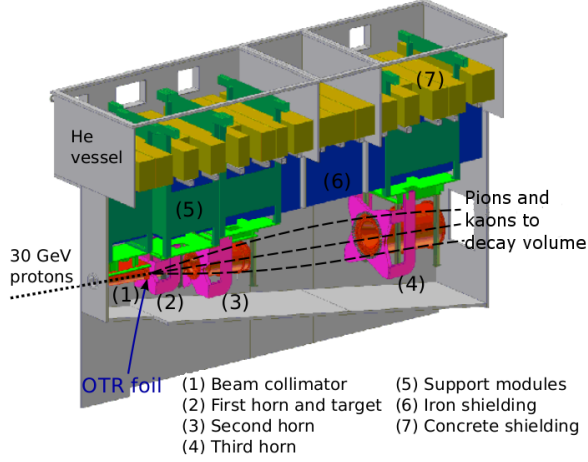 (7)
He
vessel
(6)
(5)
Pions and
kaons to
decay volume
30 GeV
protons
(1)
(2)
(3)
(4)
OTR foil
(1) Beam collimator
(2) First horn and target
(3) Second horn
(4) Third horn
(5) Support modules
(6) Iron shielding
(7) Concrete shielding